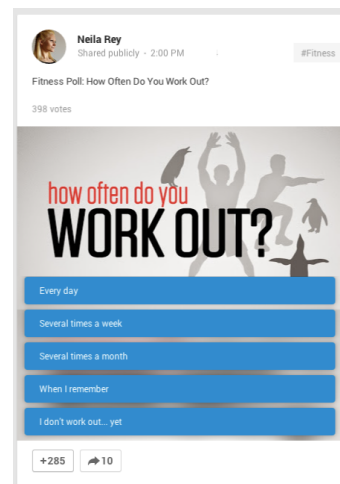 Neila Rey
Shared publicly - 2:00 PM
#Fitness
Fitness Poll: How Often Do You Work Out?
398 votes
how often do you
WORK OUT?
Every day
Several times a week
Several times a month
When I remember
I don't work out... yet
+285
10